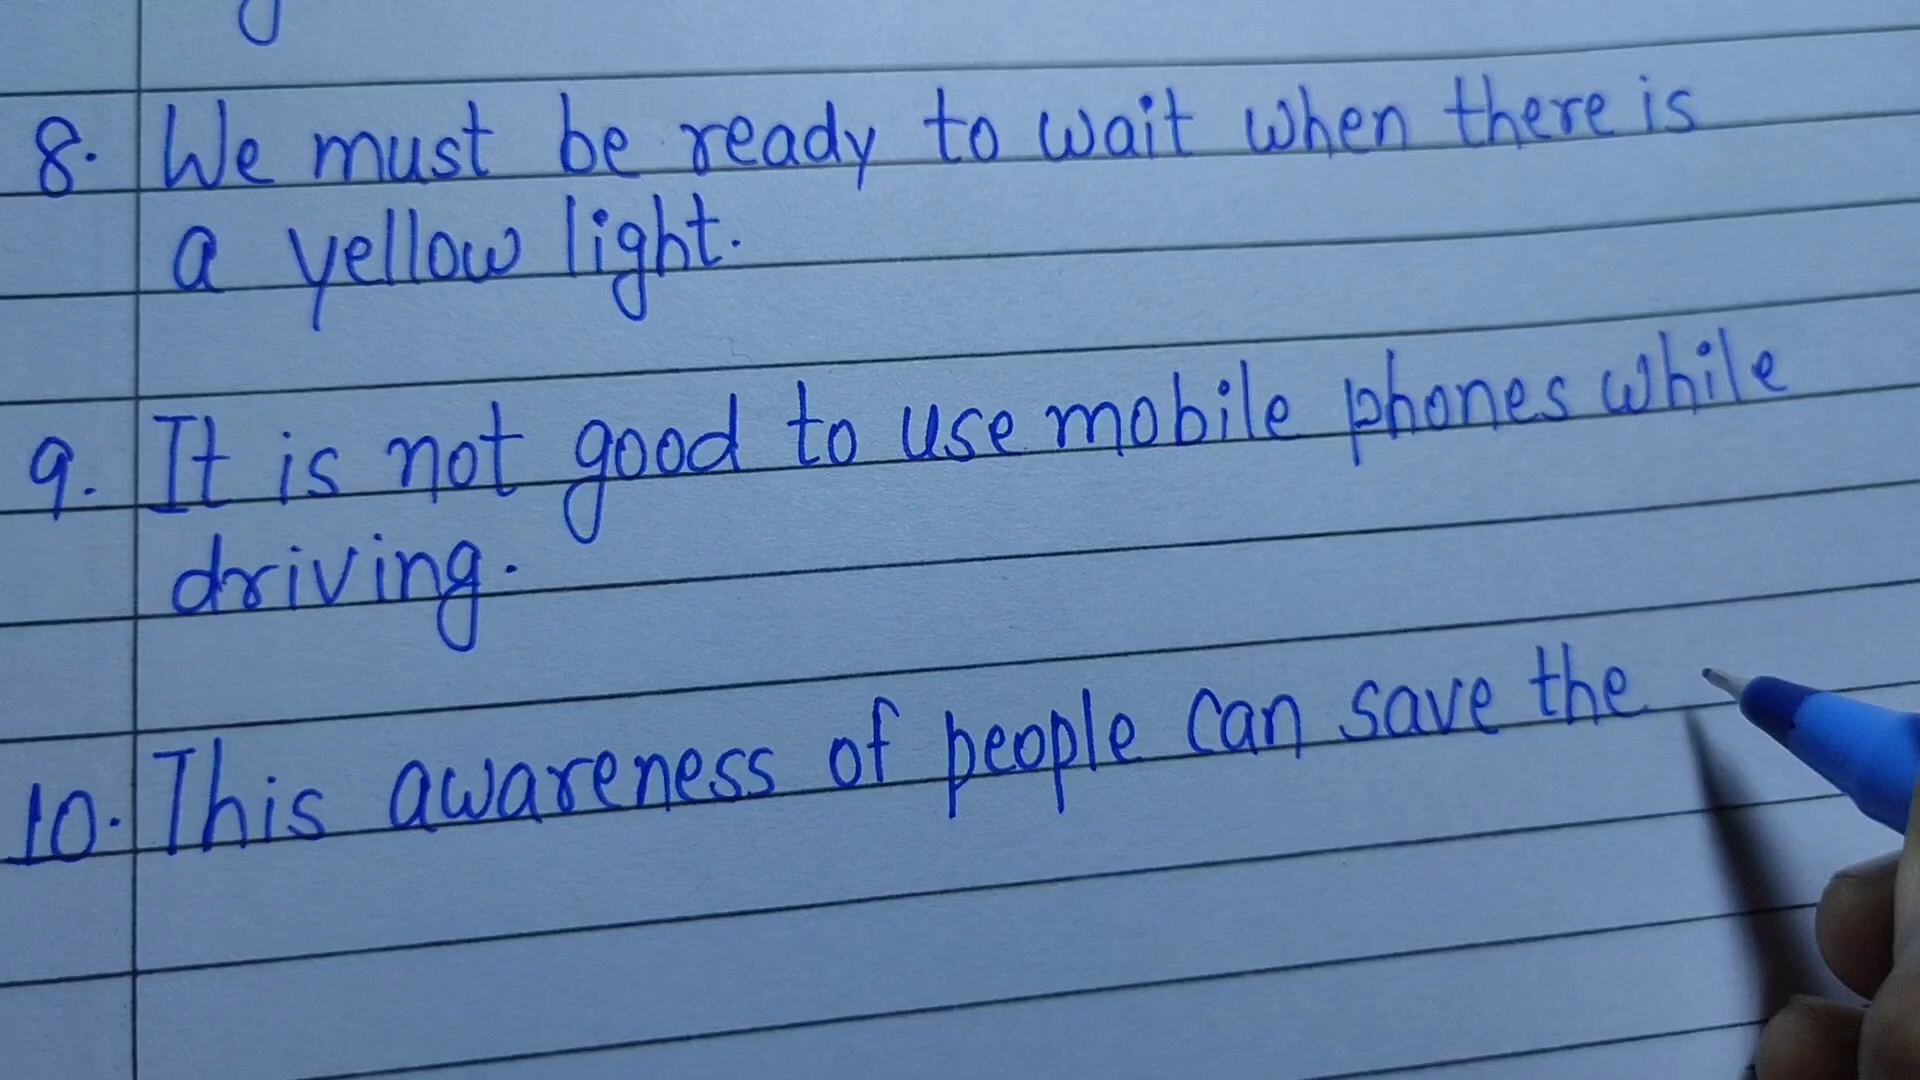 8. We must be ready to wait when there is
a yellow light.
9. It is not good to use mobile phones while
driving.
10. This awareness of people can save the